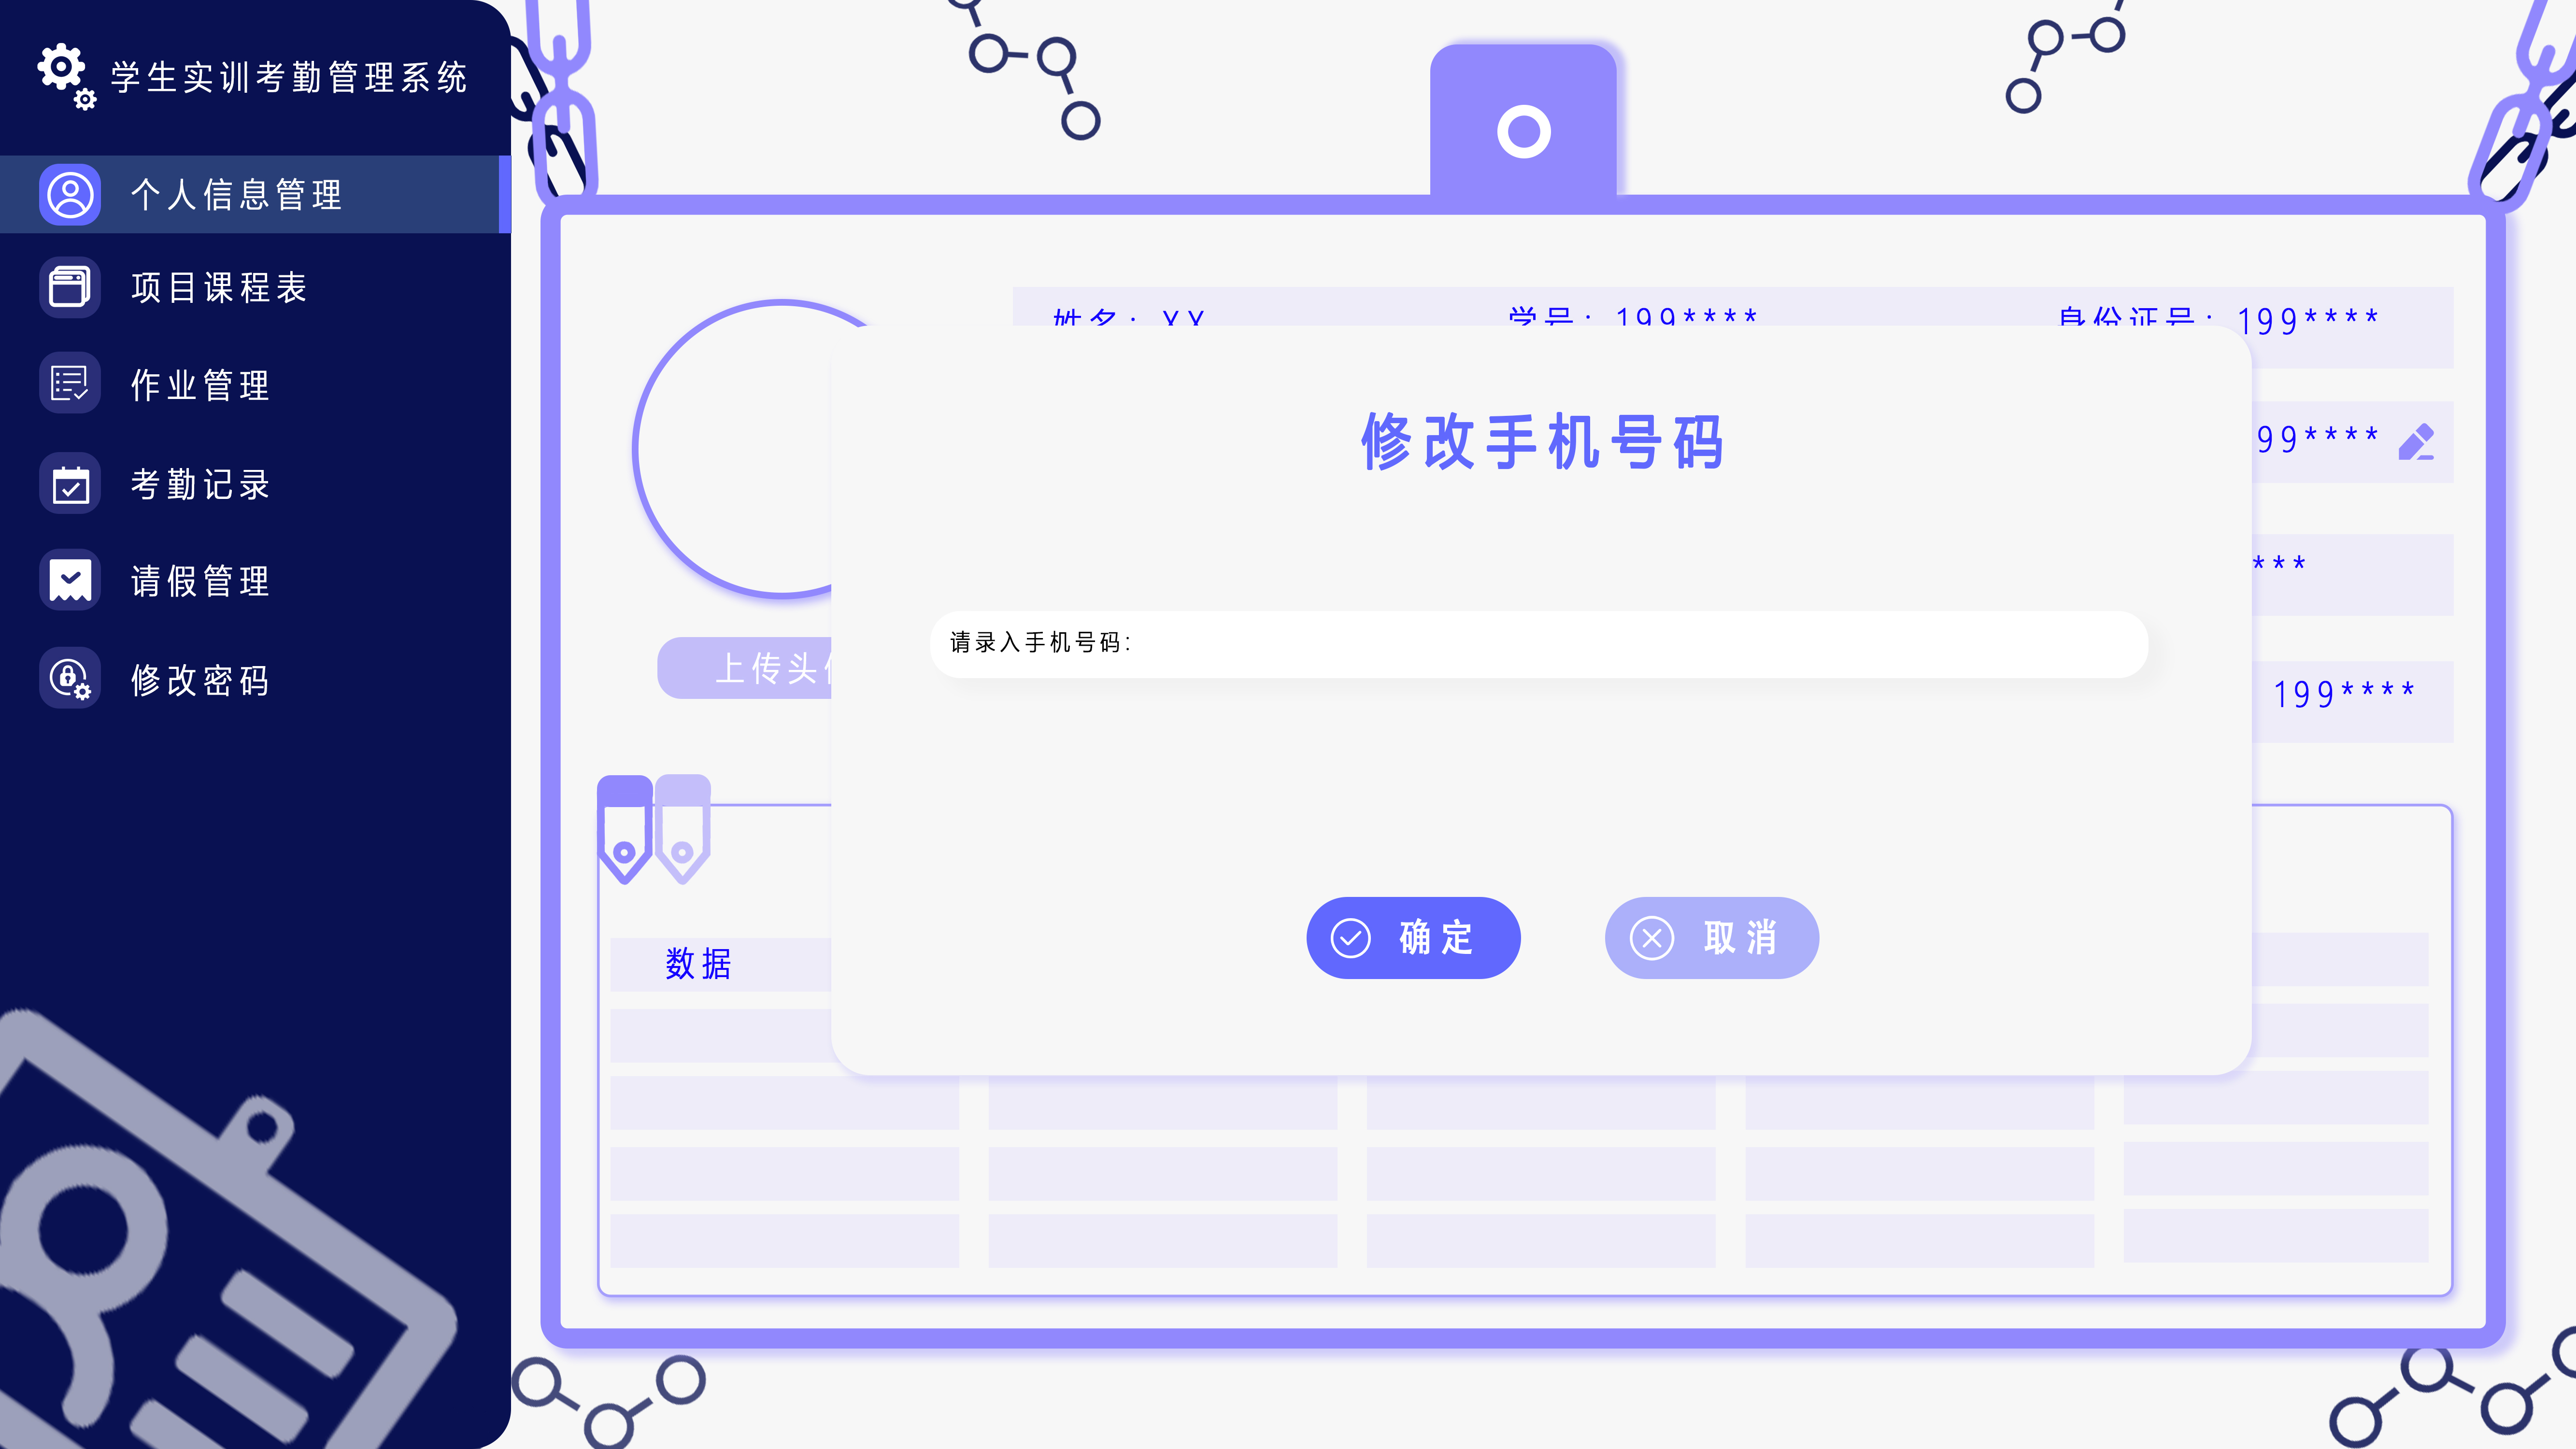 学生实训考勤管理系统
个人信息管理
项目课程表
作业管理
考勤记录
请假管理
修改密码
姓名：XX
学号：199****
身份证号：199****
99****
***
199****
上传头
修改手机号码
请录入手机号码：
确定
取消
数据